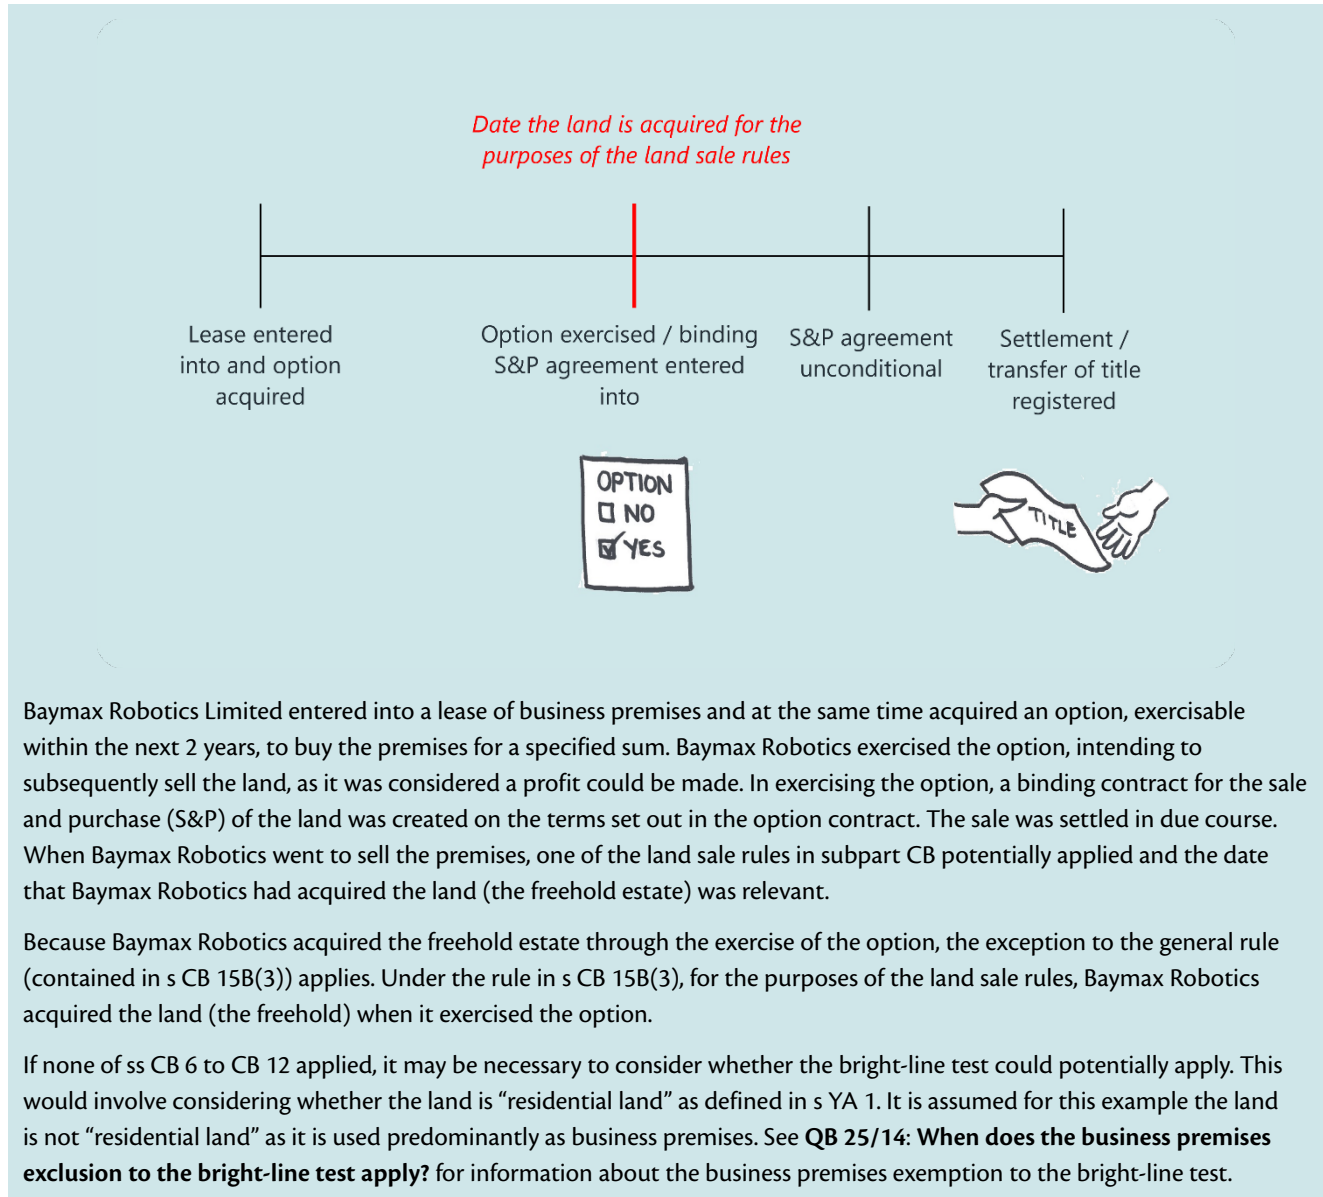 Date the land is acquired for the
purposes of the land sale rules
Lease entered
into and option
acquired
Option exercised / binding
S&P agreement entered
into
S&P agreement
unconditional
Settlement /
transfer of title
registered
OPTION
NO
YES
TITLE
Baymax Robotics Limited entered into a lease of business premises and at the same time acquired an option, exercisable
within the next 2 years, to buy the premises for a specified sum. Baymax Robotics exercised the option, intending to
subsequently sell the land, as it was considered a profit could be made. In exercising the option, a binding contract for the sale
and purchase (S&P) of the land was created on the terms set out in the option contract. The sale was settled in due course.
When Baymax Robotics went to sell the premises, one of the land sale rules in subpart CB potentially applied and the date
that Baymax Robotics had acquired the land (the freehold estate) was relevant.
Because Baymax Robotics acquired the freehold estate through the exercise of the option, the exception to the general rule
(contained in s CB 15B(3)) applies. Under the rule in s CB 15B(3), for the purposes of the land sale rules, Baymax Robotics
acquired the land (the freehold) when it exercised the option.
If none of ss CB 6 to CB 12 applied, it may be necessary to consider whether the bright-line test could potentially apply. This
would involve considering whether the land is “residential land” as defined in s YA 1. It is assumed for this example the land
is not “residential land” as it is used predominantly as business premises. See QB 25/14: When does the business premises
exclusion to the bright-line test apply? for information about the business premises exemption to the bright-line test.